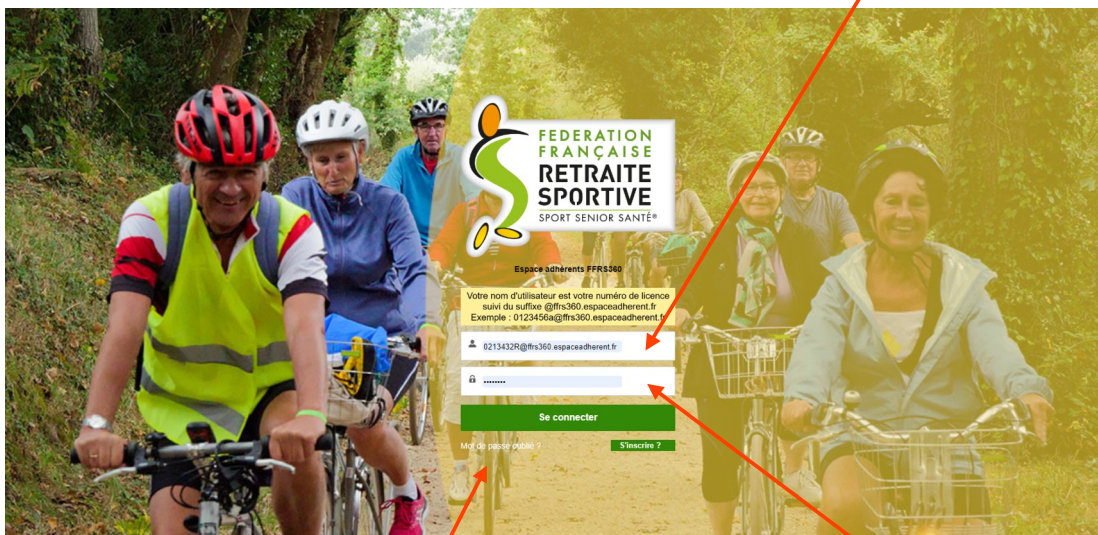 FEDERATION
FRANÇAISE
RETRAITE
SPORTIVE
SPORT SENIOR SANTÉ®
Espace adhérents FFRS360
Votre nom d'utilisateur est votre numéro de licence
suivi du suffixe @ffrs360.espaceadherent.fr
Exemple : 0123456a@ffrs360.espaceadherent.fr
0213432R@ffrs360.espaceadherent.fr
••••••••
Se connecter
Mot de passe oublié ?
S'inscrire ?